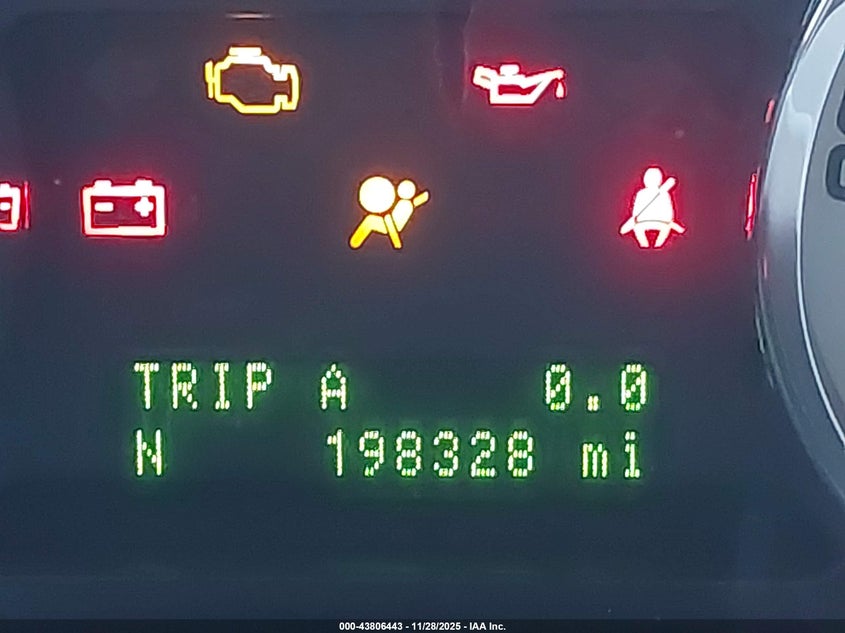 TRIP A 0.0
N 198328 mi
000-43806443 - 11/28/2025 - IAA Inc.